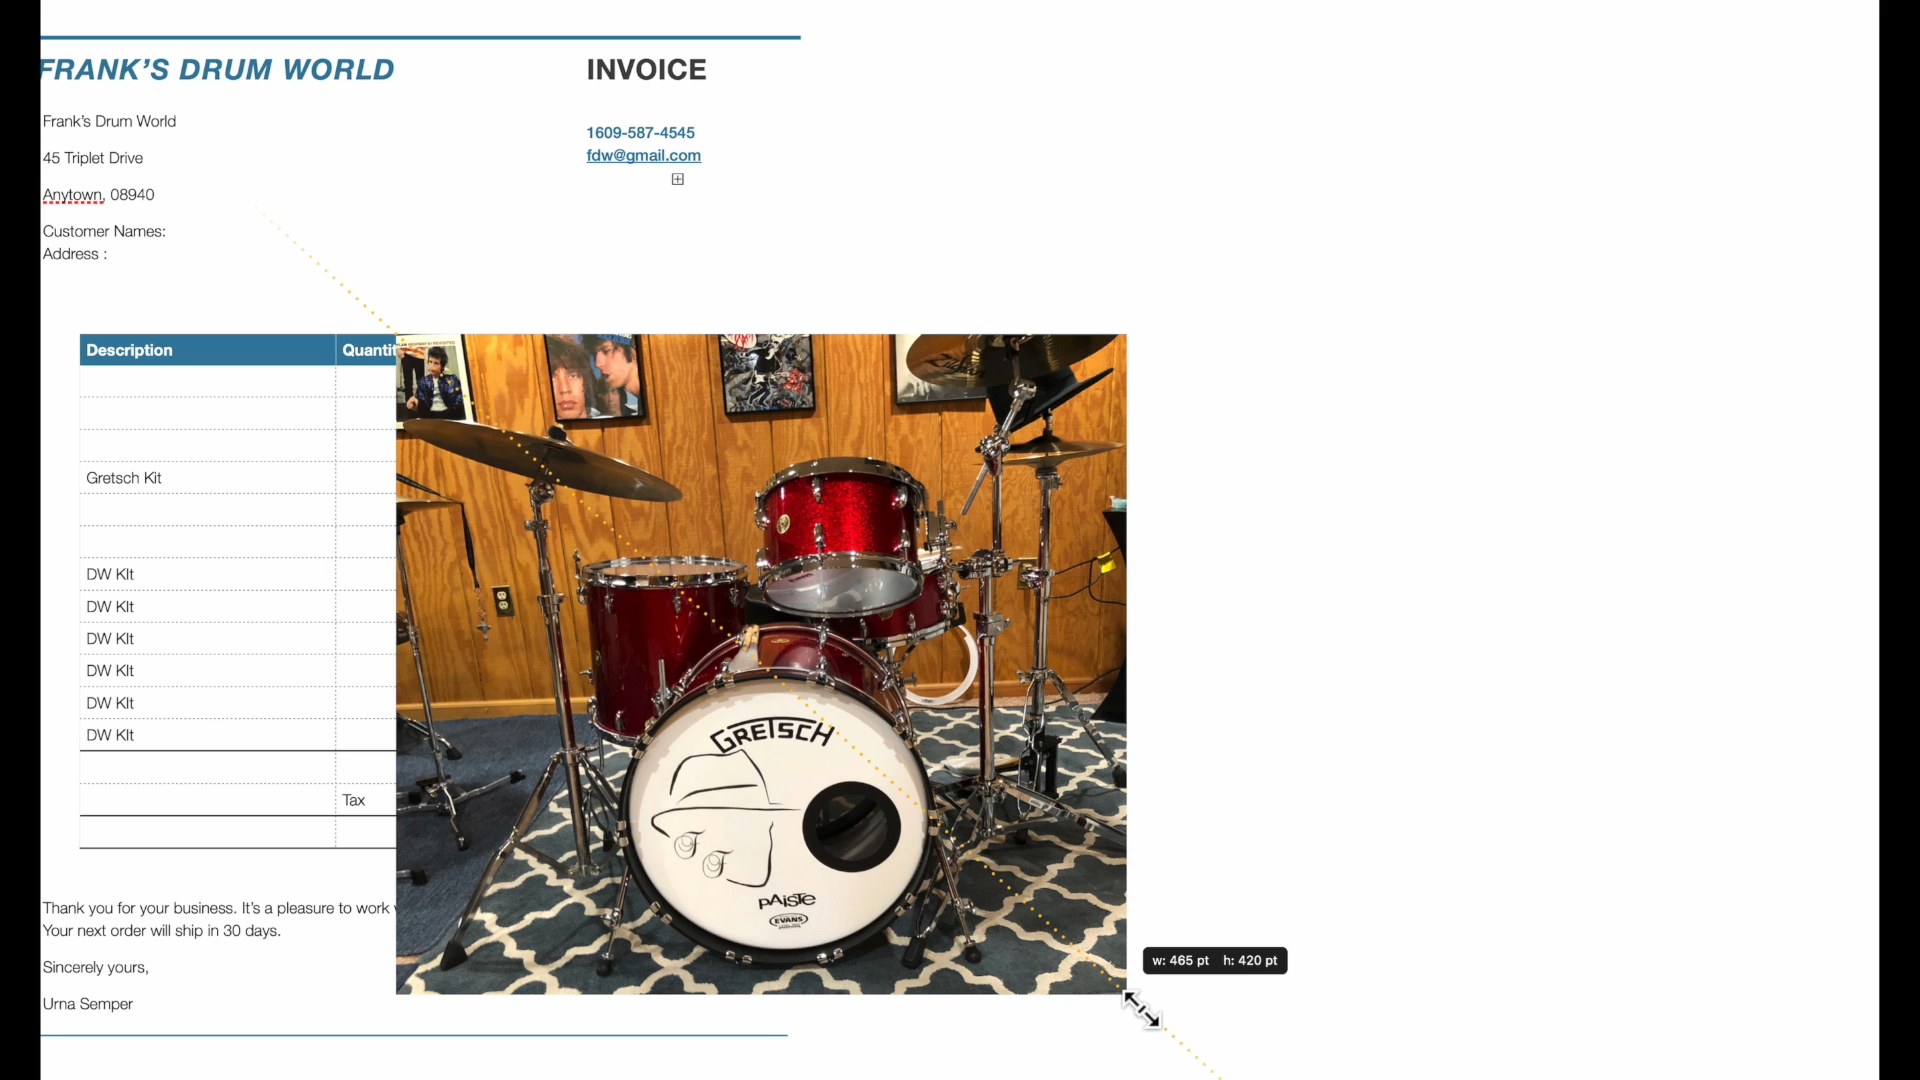 FRANK’S DRUM WORLD
INVOICE
Frank’s Drum World
45 Triplet Drive
Anytown, 08940
1609-587-4545
fdw@gmail.com
Customer Names:
Address :
Description
Quantit
Gretsch Kit
DW KIt
DW KIt
DW KIt
DW KIt
DW KIt
DW KIt
Tax
GRETSCH
PAiSTe
EVANS
Thank you for your business. It’s a pleasure to work
Your next order will ship in 30 days.
Sincerely yours,
Urna Semper
w: 465 pt h: 420 pt